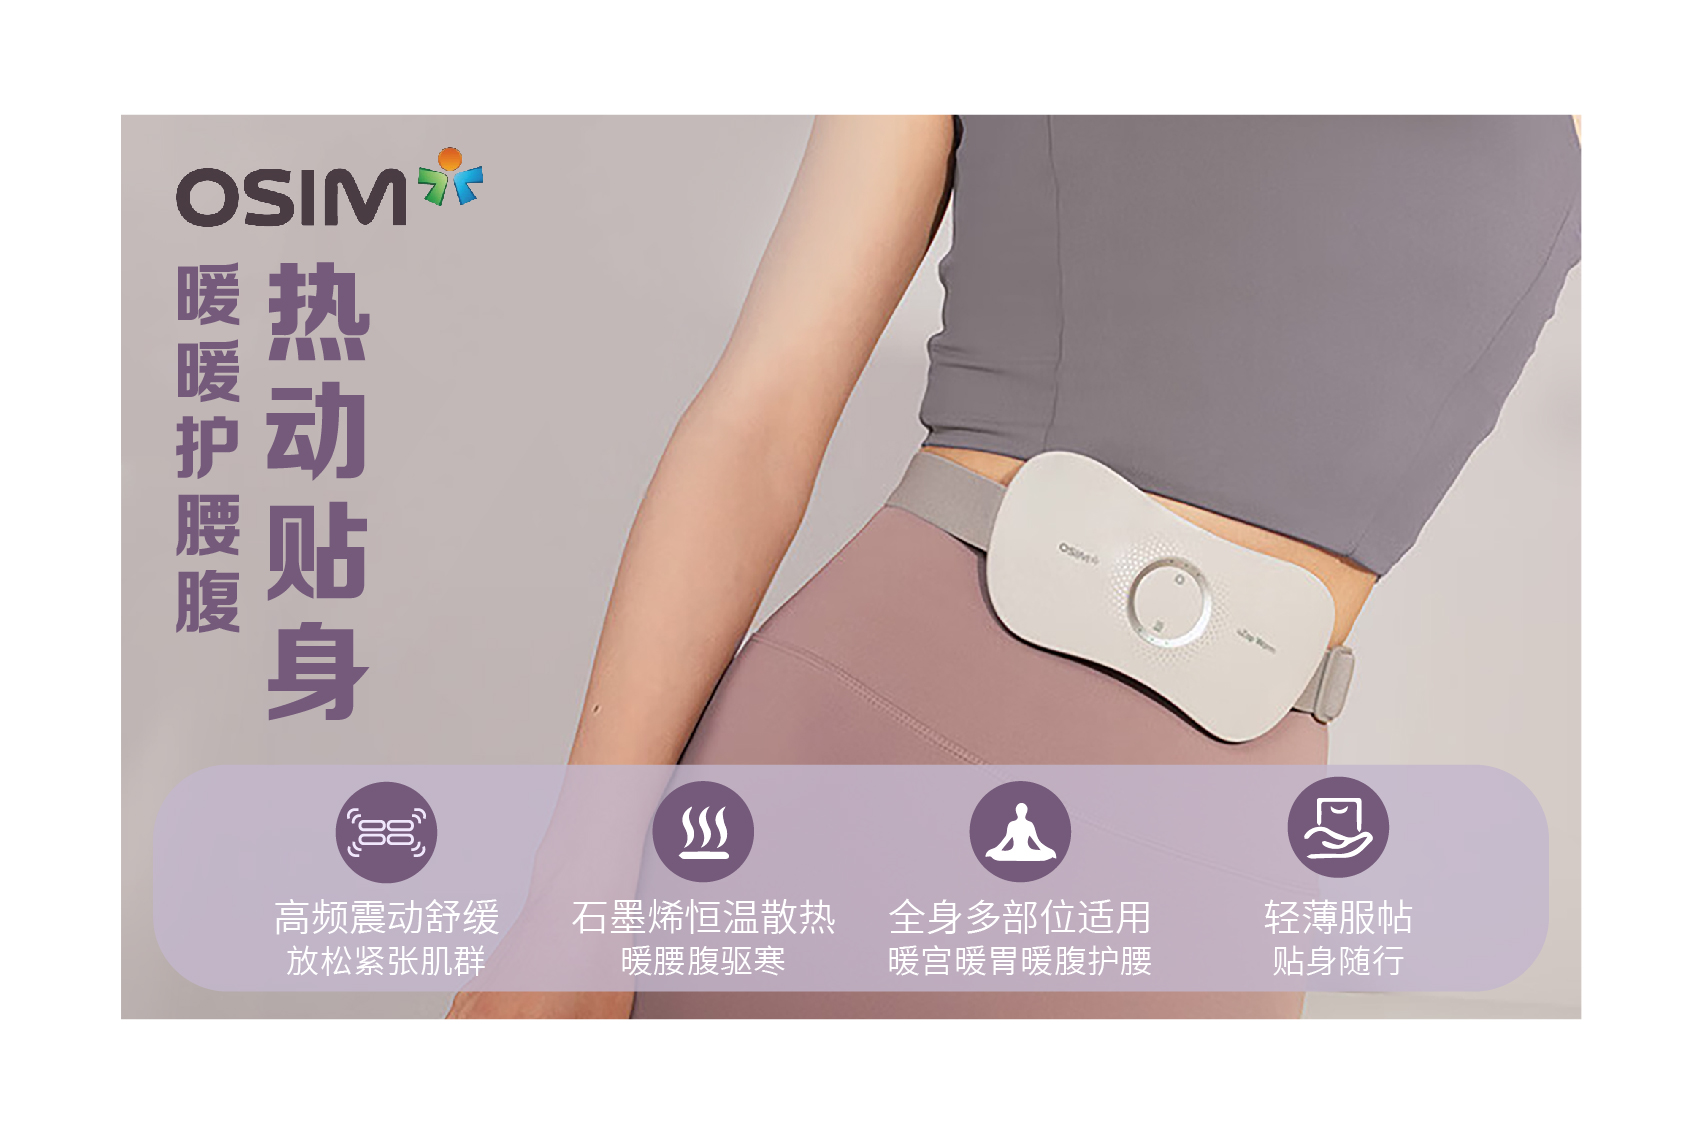 OSIM
热动贴身
暖暖护腰腹
OSIM
uZap Warm
高频震动舒缓
放松紧张肌群
石墨烯恒温散热
暖腰腹驱寒
全身多部位适用
暖宫暖胃暖腹护腰
轻薄服帖
贴身随行